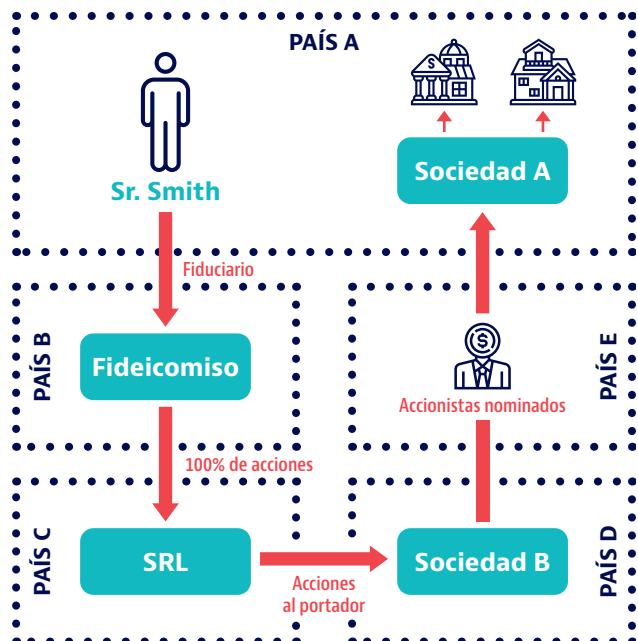 PAÍS A
$
Sociedad A
Sr. Smith
Fiduciario
PAÍS B
Fideicomiso
PAÍS E
$
Accionistas nominados
100% de acciones
PAÍS C
SRL
Acciones
al portador
Sociedad B
PAÍS D